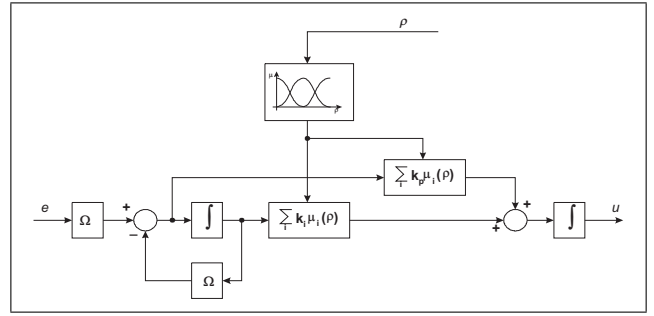 ρ
μ
ρ
∑ k_p μ_i (ρ)
i
e
Ω
+
−
∫
∑ k_i μ_i (ρ)
i
+
+
∫
u
Ω